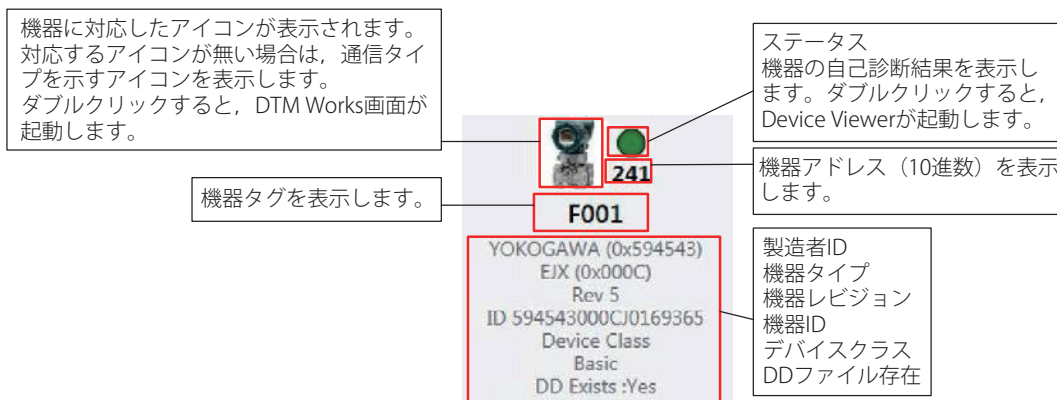 機器に対応したアイコンが表示されます。
対応するアイコンが無い場合は，通信タイ
プを示すアイコンを表示します。
ダブルクリックすると，DTM Works画面が
起動します。
ステータス
機器の自己診断結果を表示し
ます。ダブルクリックすると，
Device Viewerが起動します。
241
機器アドレス（10進数）を表示
します。
機器タグを表示します。
F001
YOKOGAWA (0x594543)
EJX (0x000C)
Rev 5
ID 594543000CJ0169365
Device Class
Basic
DD Exists :Yes
製造者ID
機器タイプ
機器レビジョン
機器ID
デバイスクラス
DDファイル存在